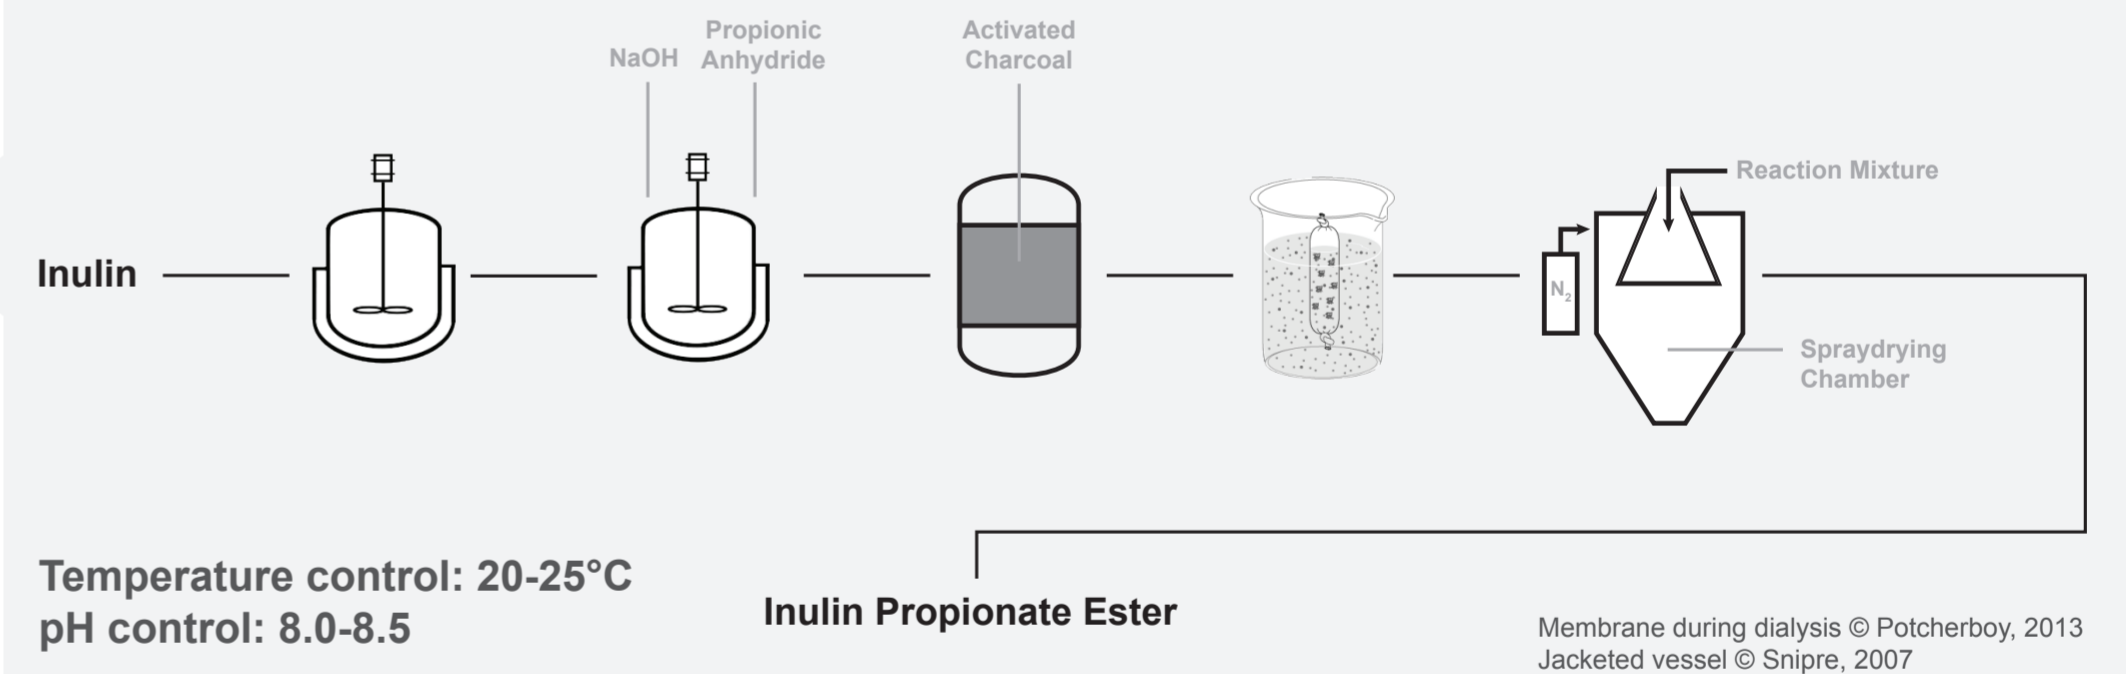 NaOH
Propionic
Anhydride
Activated
Charcoal
Reaction Mixture
Inulin
N₂
Spraydrying
Chamber
Temperature control: 20-25°C
pH control: 8.0-8.5
Inulin Propionate Ester
Membrane during dialysis © Potcherboy, 2013
Jacketed vessel © Snipre, 2007